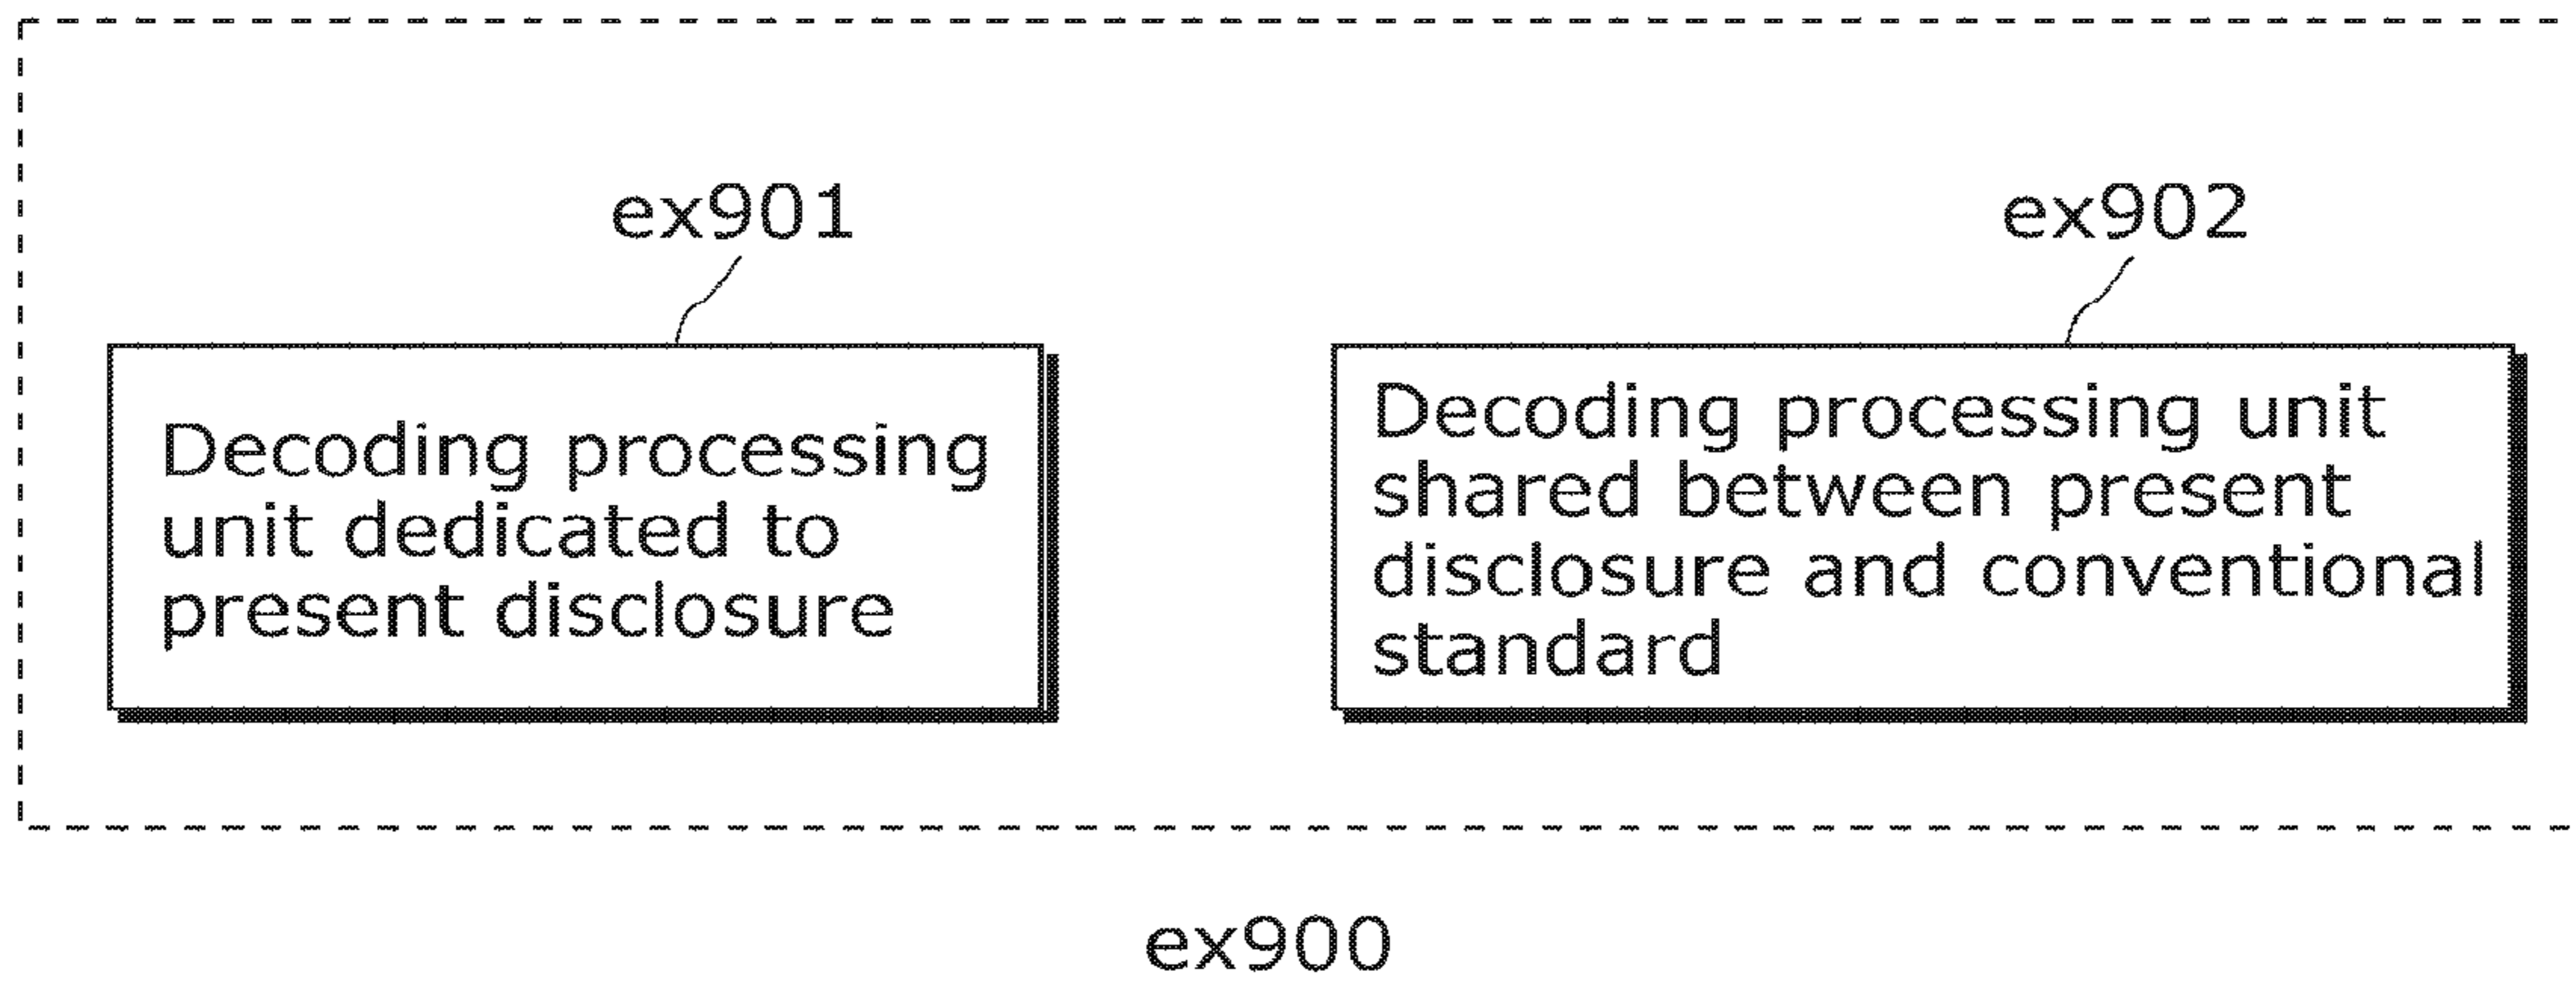 ex901
ex902
Decoding processing
unit dedicated to
present disclosure
Decoding processing unit
shared between present
disclosure and conventional
standard
ex900